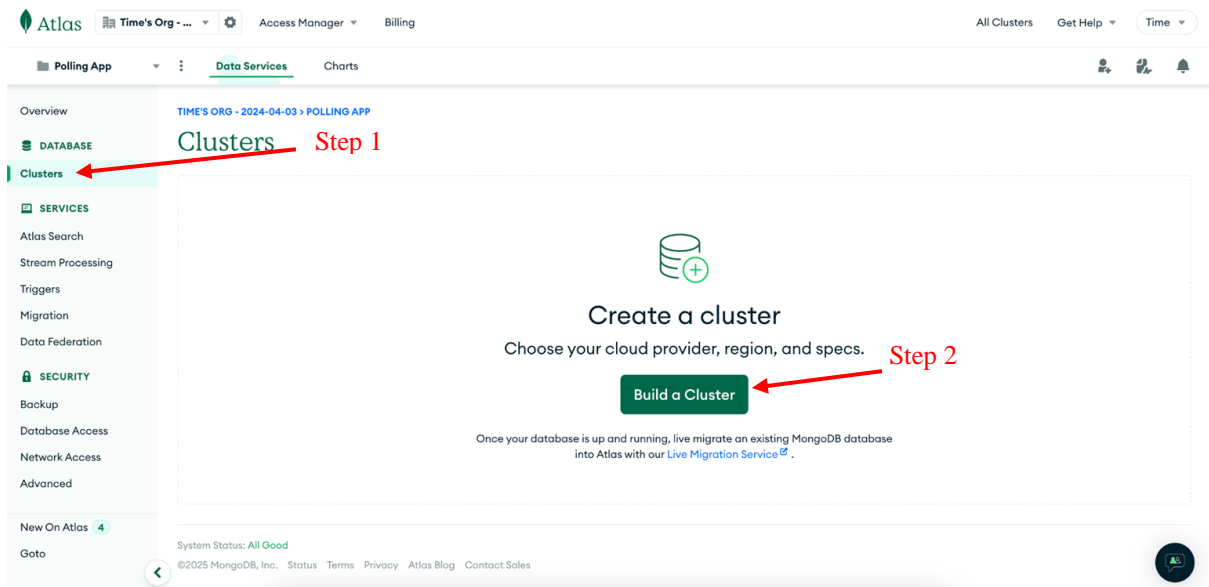 Atlas Time's Org - ... Access Manager Billing All Clusters Get Help Time
Polling App Data Services Charts
Overview
DATABASE
Clusters
SERVICES
Atlas Search
Stream Processing
Triggers
Migration
Data Federation
SECURITY
Backup
Database Access
Network Access
Advanced
New On Atlas 4
Goto
TIME'S ORG - 2024-04-03 > POLLING APP
Clusters
Step 1
Create a cluster
Choose your cloud provider, region, and specs.
Step 2
Build a Cluster
Once your database is up and running, live migrate an existing MongoDB database
into Atlas with our Live Migration Service .
System Status: All Good
©2025 MongoDB, Inc. Status Terms Privacy Atlas Blog Contact Sales